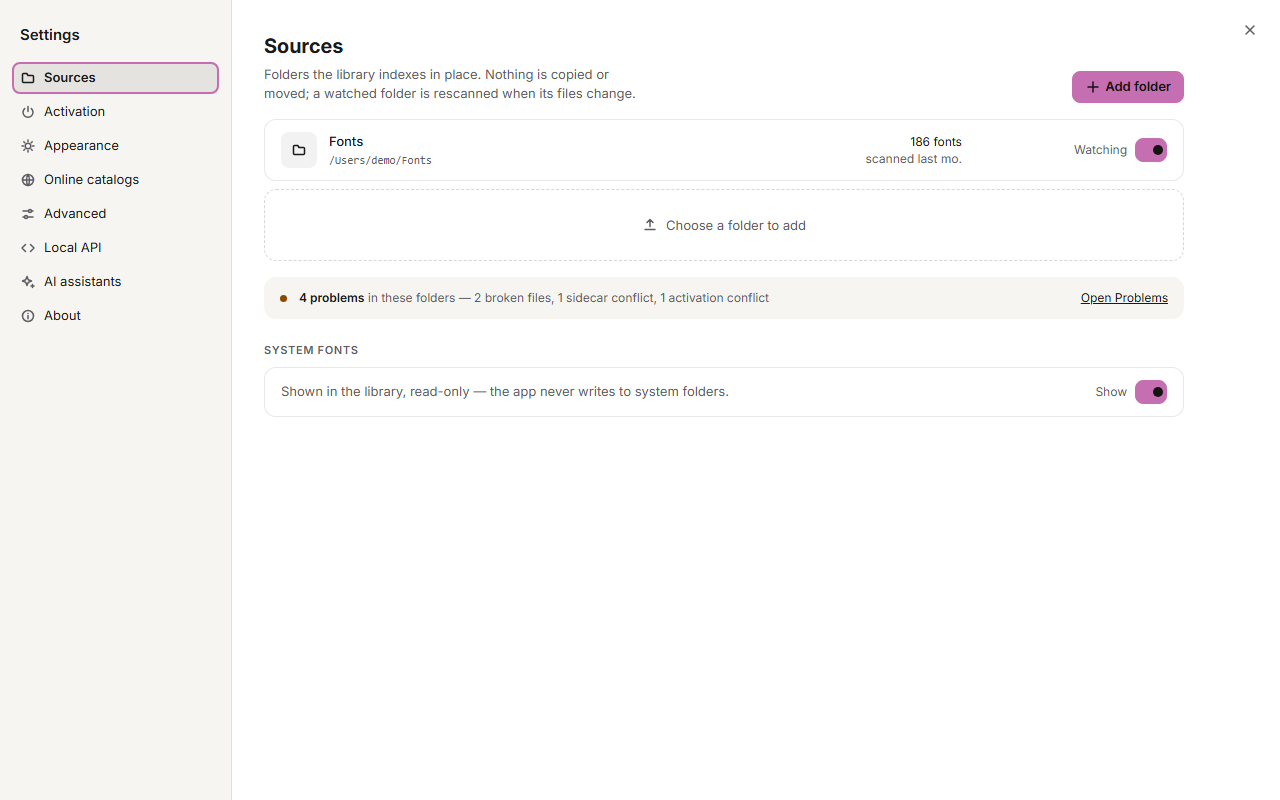 Settings
Sources
Activation
Appearance
Online catalogs
Advanced
Local API
AI assistants
About
Sources
Folders the library indexes in place. Nothing is copied or
moved; a watched folder is rescanned when its files change.
Add folder
Fonts
/Users/demo/Fonts
186 fonts
scanned last mo.
Watching
Choose a folder to add
4 problems in these folders — 2 broken files, 1 sidecar conflict, 1 activation conflict
Open Problems
SYSTEM FONTS
Shown in the library, read-only — the app never writes to system folders.
Show